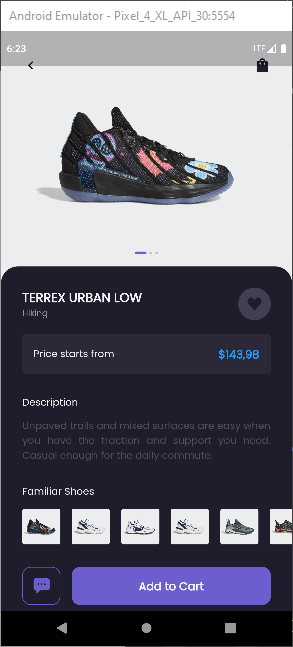 Android Emulator - Pixel_4_XL_API_30:5554
6:23 LTE
TERREX URBAN LOW
Hiking
Price starts from $143,98
Description
Unpaved trails and mixed surfaces are easy when
you have the traction and support you need.
Casual enough for the daily commute.
Familiar Shoes
Add to Cart